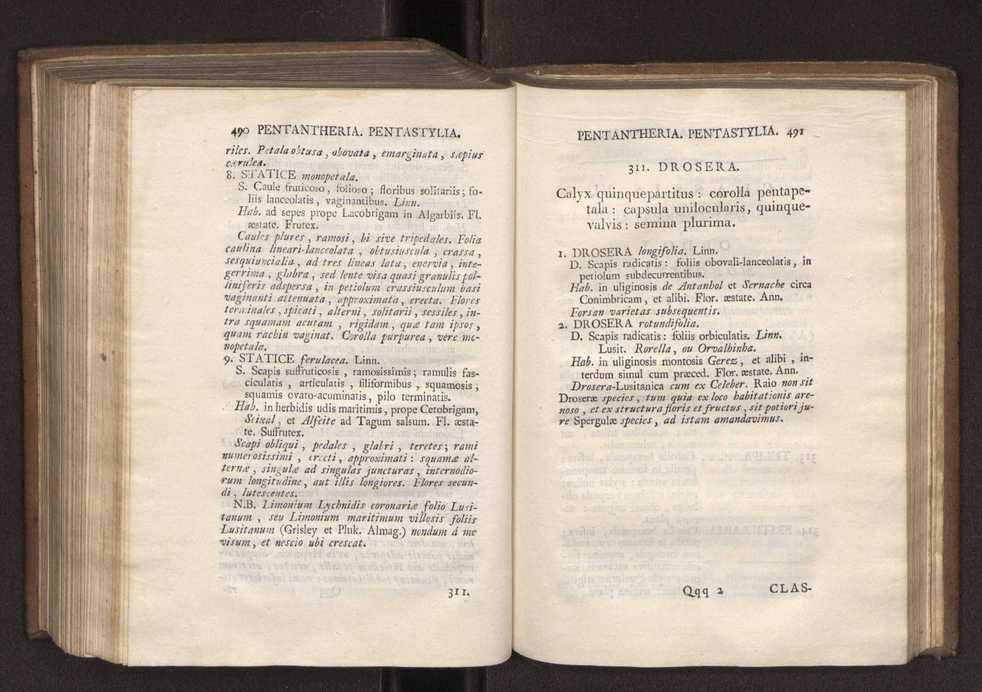 490 PENTANTHERIA. PENTASTYLIA.
riles. Petala obtusa, obovata, emarginata, sæpius
cærulea.
8. STATICE monopetala.
S. Caule fruticoso, folioso; floribus solitariis; fo-
liis lanceolatis, vaginantibus. Linn.
Hab. ad sepes prope Lacobrigam in Algarbiis. Fl.
æstate. Frutex.
Caules plures, ramosi, bi sive tripedales. Folia
caulina lineari-lanceolata, obtusiuscula, crassa,
sesquiuncialia, ad tres lineas lata, enervia, inte-
gerrima, glabra, sed lente visa quasi granulis pol-
liniferis adspersa, in petiolum crassiusculum basi
vaginanti attenuata, approximata, erecta. Flores
terminales, spicati, alterni, solitarii, sessiles, in-
tra squamam acutam, rigidam, quæ tam ipsos,
quam rachin vaginat. Corolla purpurea, vere mo-
nopetala.
9. STATICE ferulacea. Linn.
S. Scapis suffruticosis, ramosissimis; ramulis fas-
ciculatis, articulatis, filiformibus, squamosis;
squamis ovato-acuminatis, pilo terminatis.
Hab. in herbidis udis maritimis, prope Cetobrigam,
Seixal, et Alfeite ad Tagum salsum. Fl. æsta-
te. Suffrutex.
Scapi obliqui, pedales, glabri, teretes; rami
numerosissimi, erecti, approximati: squamæ al-
ternæ, singulæ ad singulas juncturas, internodio-
rum longitudine, aut illis longiores. Flores secun-
di, lutescentes.
N.B. Limonium Lychnidis coronariæ folio Lusi-
tanum, seu Limonium maritimum villosis foliis
Lusitanum (Grisley et Pluk. Almag.) nondum á me
visum, et nescio ubi crescat.
311.
PENTANTHERIA. PENTASTYLIA. 491
311. DROSERA.
Calyx quinquepartitus: corolla pentape-
tala: capsula unilocularis, quinque-
valvis: semina plurima.
1. DROSERA longifolia. Linn.
D. Scapis radicatis: foliis obovali-lanceolatis, in
petiolum subdecurrentibus.
Hab. in uliginosis de Antanhol et Sernache circa
Conimbricam, et alibi. Flor. æstate. Ann.
Forsan varietas subsequentis.
2. DROSERA rotundifolia.
D. Scapis radicatis: foliis orbiculatis. Linn.
Lusit. Rorella, ou Orvalhinha.
Hab. in uliginosis montosis Gerez, et alibi, in-
terdum simul cum præced. Flor. æstate. Ann.
Drosera-Lusitanica cum ex Celeber. Raio non sit
Droseræ species, tum quia ex loco habitationis are-
noso, et ex structura floris et fructus, sit potiori ju-
re Spergulæ species, ad istam amandavimus.
Qqq 2 CLAS-